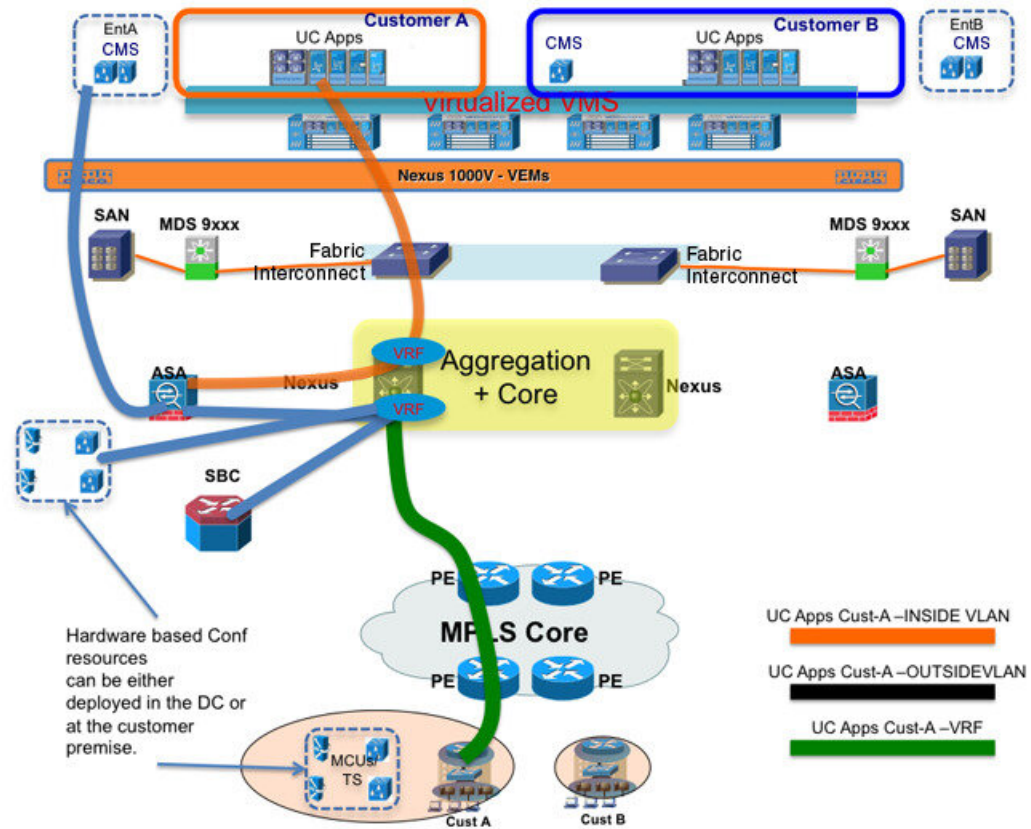 EntA
CMS
Customer A
UC Apps
Customer B
CMS
UC Apps
EntB
CMS
Virtualized VMS
CISCO
Nexus 1000V - VEMs
CISCO
SAN
MDS 9xxx
Fabric
Interconnect
Fabric
Interconnect
MDS 9xxx
SAN
VRF
Aggregation
+ Core
ASA
Nexus
Nexus
ASA
VRF
SBC
PE
PE
MPLS Core
PE
PE
Hardware based Conf
resources
can be either
deployed in the DC or
at the customer
premise.
UC Apps Cust-A –INSIDE VLAN
UC Apps Cust-A –OUTSIDEVLAN
UC Apps Cust-A –VRF
MCUs/
TS
Cust A
Cust B